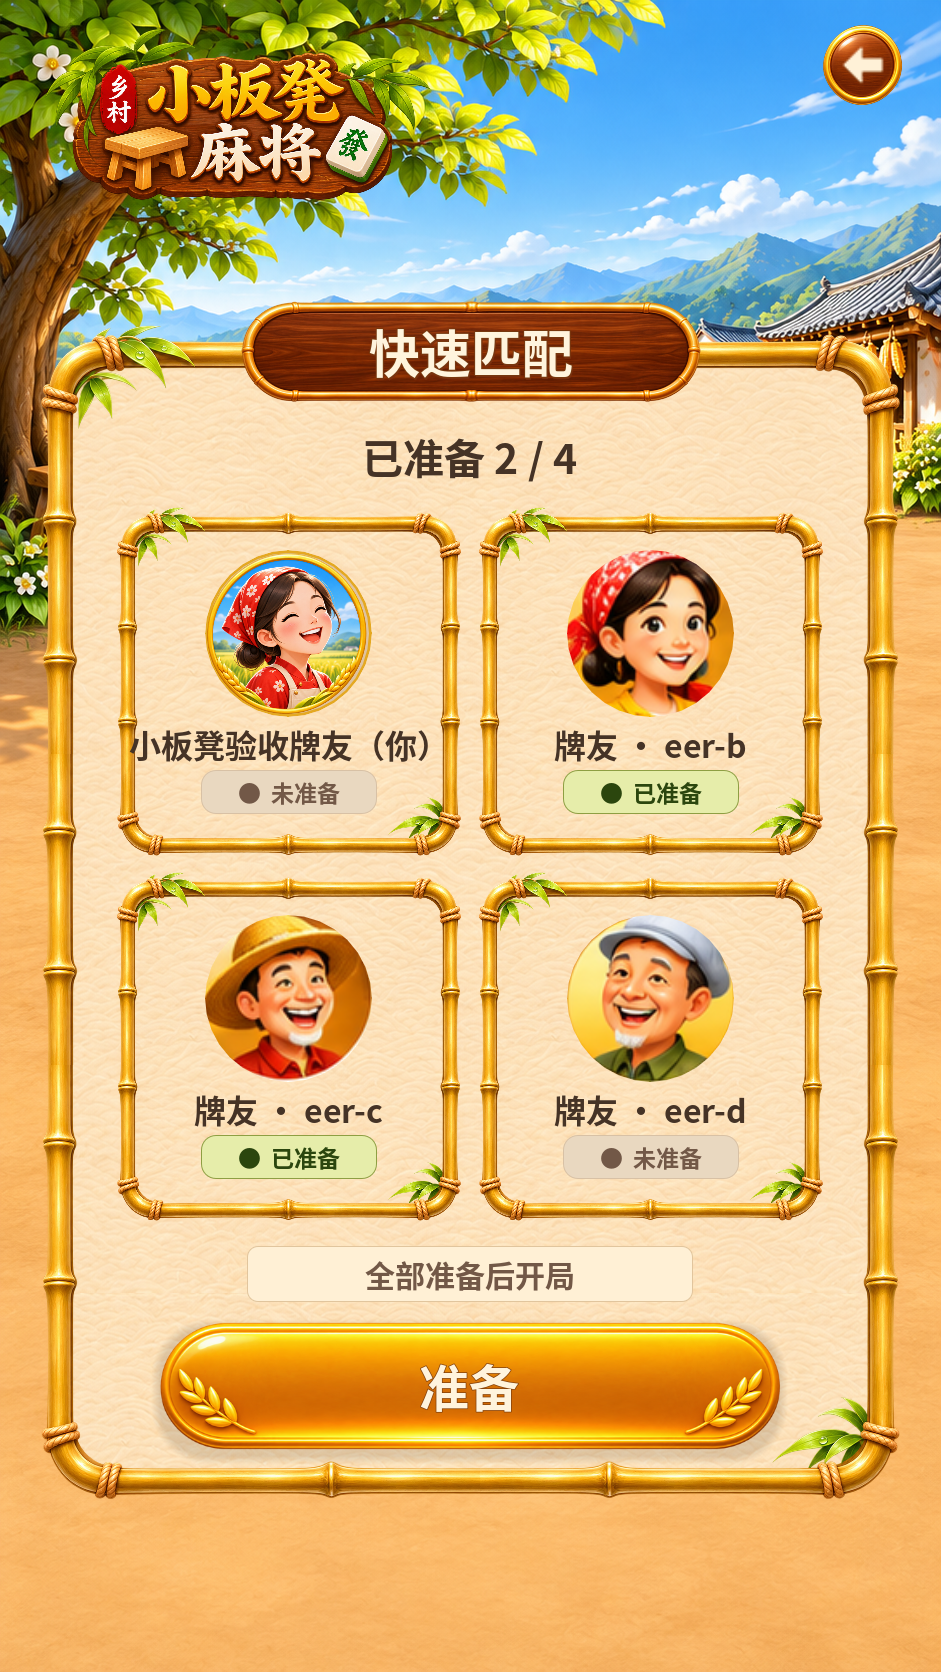 乡村
小板凳
麻将
發
快速匹配
已准备 2 / 4
小板凳验收牌友（你）
● 未准备
牌友 · eer-b
● 已准备
牌友 · eer-c
● 已准备
牌友 · eer-d
● 未准备
全部准备后开局
准备